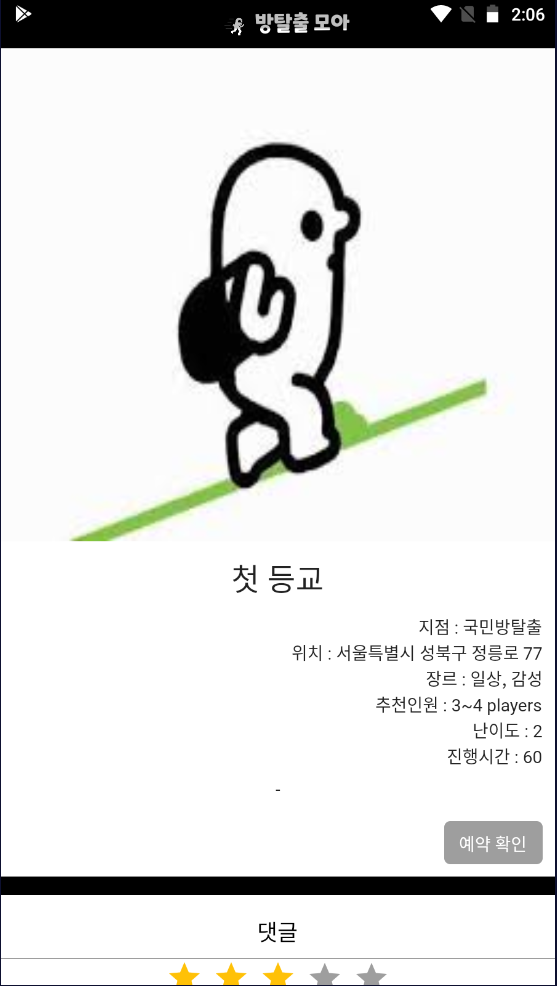 방탈출 모아
2:06
첫 등교
지점 : 국민방탈출
위치 : 서울특별시 성북구 정릉로 77
장르 : 일상, 감성
추천인원 : 3~4 players
난이도 : 2
진행시간 : 60
-
예약 확인
댓글